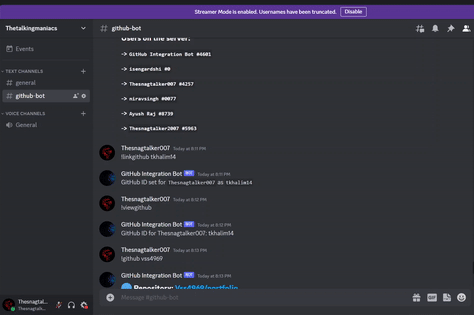 Streamer Mode is enabled. Usernames have been truncated.
Disable
Thetalkingmaniacs
Events
TEXT CHANNELS
general
github-bot
VOICE CHANNELS
General
Thesnagtal...
github-bot
Users on the server:
-> GitHub Integration Bot #4601
-> isengardshi #0
-> Thesnagtalker007 #4257
-> niravsingh #0077
-> Ayush Raj #8739
-> Thesnagtalker2007 #5963
Thesnagtalker007 Today at 8:11 PM
!linkgithub tkhalim14
GitHub Integration Bot BOT Today at 8:11 PM
GitHub ID set for Thesnagtalker007 as tkhalim14
Thesnagtalker007 Today at 8:12 PM
!viewgithub
GitHub Integration Bot BOT Today at 8:12 PM
GitHub ID for Thesnagtalker007: tkhalim14
Thesnagtalker007 Today at 8:13 PM
!github vss4969
GitHub Integration Bot BOT Today at 8:13 PM
Repository: Vss4969/portfolio
Message #github-bot
GIF